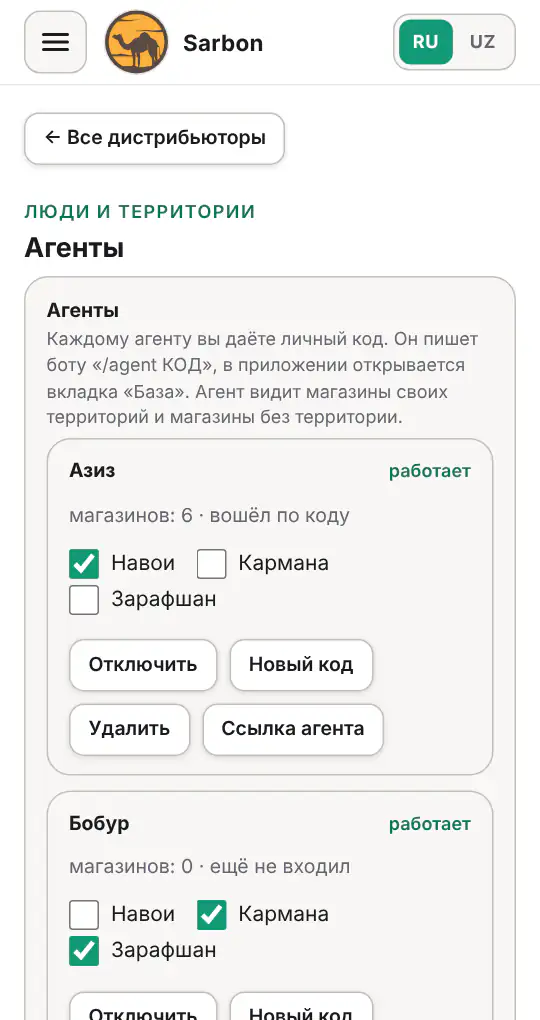 Sarbon
RU UZ
← Все дистрибьюторы
ЛЮДИ И ТЕРРИТОРИИ
Агенты
Агенты
Каждому агенту вы даёте личный код. Он пишет
боту «/agent КОД», в приложении открывается
вкладка «База». Агент видит магазины своих
территорий и магазины без территории.
Азиз работает
магазинов: 6 · вошёл по коду
Навои Кармана
Зарафшан
Отключить Новый код
Удалить Ссылка агента
Бобур работает
магазинов: 0 · ещё не входил
Навои Кармана
Зарафшан
Отключить Новый код